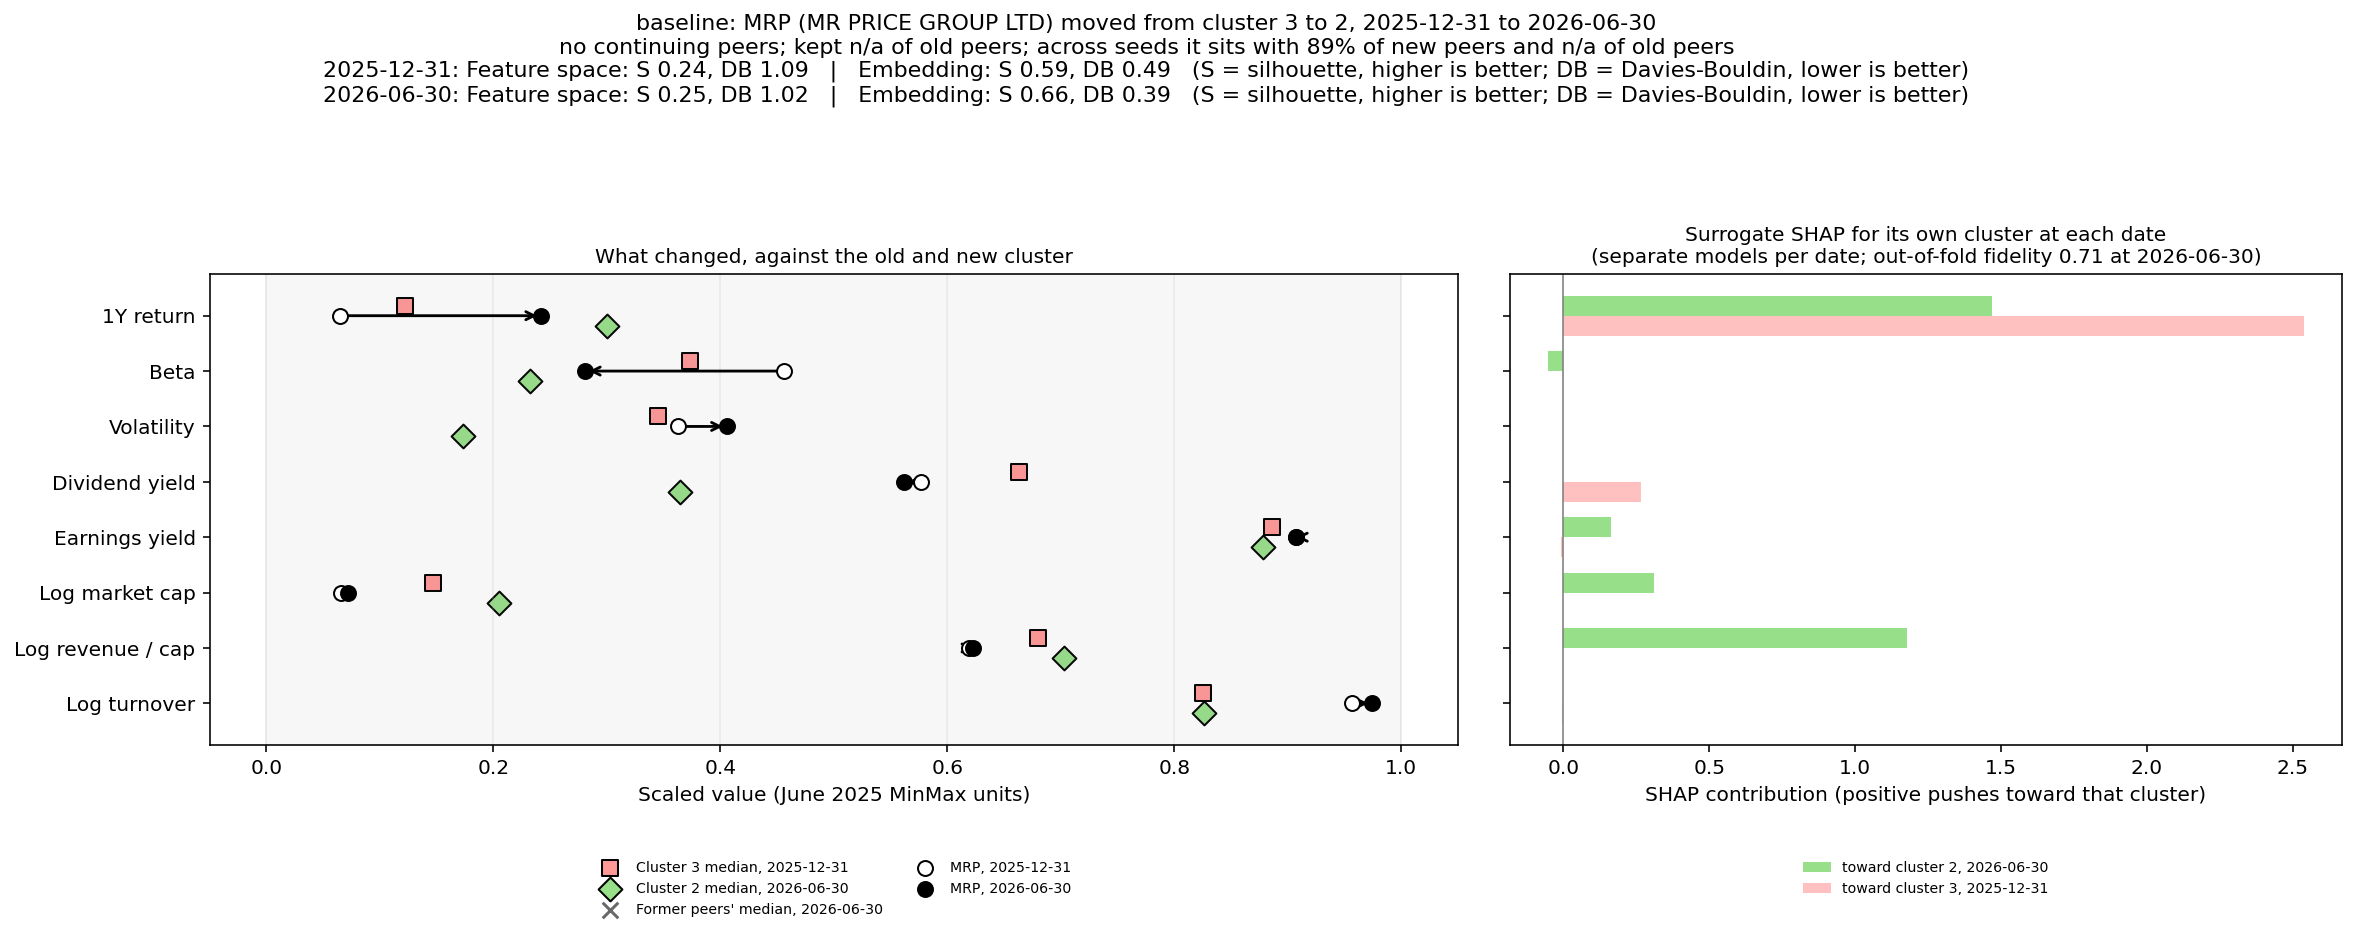 baseline: MRP (MR PRICE GROUP LTD) moved from cluster 3 to 2, 2025-12-31 to 2026-06-30
no continuing peers; kept n/a of old peers; across seeds it sits with 89% of new peers and n/a of old peers
2025-12-31: Feature space: S 0.24, DB 1.09 | Embedding: S 0.59, DB 0.49 (S = silhouette, higher is better; DB = Davies-Bouldin, lower is better)
2026-06-30: Feature space: S 0.25, DB 1.02 | Embedding: S 0.66, DB 0.39 (S = silhouette, higher is better; DB = Davies-Bouldin, lower is better)
What changed, against the old and new cluster
1Y return
Beta
Volatility
Dividend yield
Earnings yield
Log market cap
Log revenue / cap
Log turnover
0.0 0.2 0.4 0.6 0.8 1.0
Scaled value (June 2025 MinMax units)
Cluster 3 median, 2025-12-31
Cluster 2 median, 2026-06-30
Former peers' median, 2026-06-30
MRP, 2025-12-31
MRP, 2026-06-30
Surrogate SHAP for its own cluster at each date
(separate models per date; out-of-fold fidelity 0.71 at 2026-06-30)
0.0 0.5 1.0 1.5 2.0 2.5
SHAP contribution (positive pushes toward that cluster)
toward cluster 2, 2026-06-30
toward cluster 3, 2025-12-31